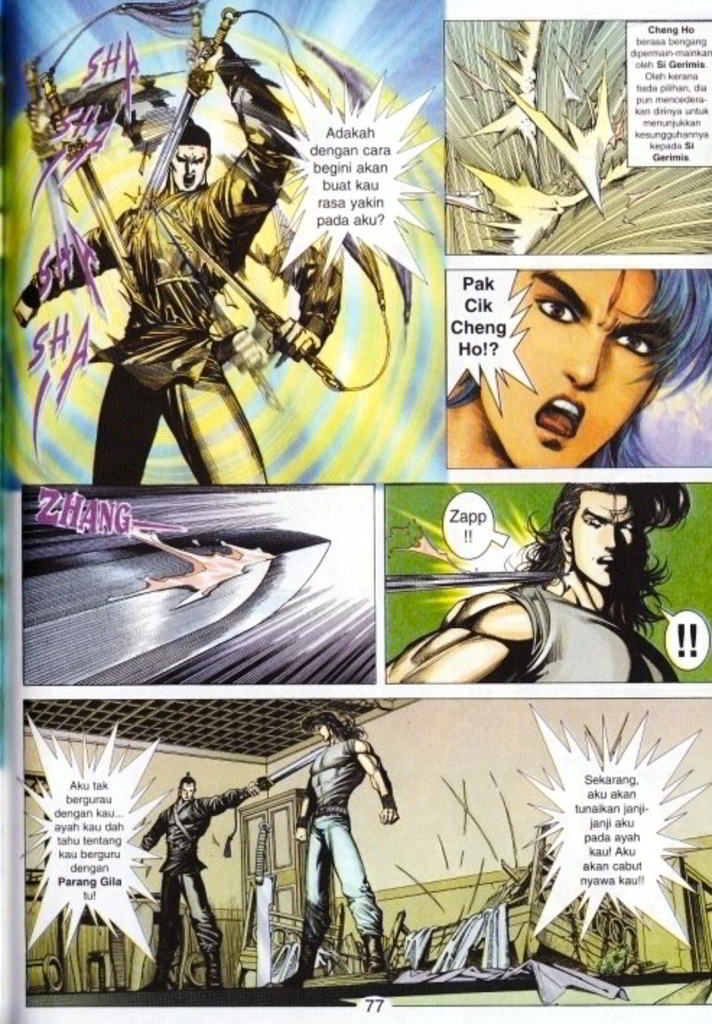 SHA
SHA
SHA
SHA
Adakah
dengan cara
begini akan
buat kau
rasa yakin
pada aku?
Cheng Ho
berasa bengang
dipermain-mainkan
oleh Si Gerimis.
Oleh kerana
tiada pilihan, dia
pun mencedera-
kan dirinya untuk
menunjukkan
kesungguhannya
kepada Si
Gerimis.
Pak
Cik
Cheng
Ho!?
ZHANG
Zapp
!!
!!
Aku tak
bergurau
dengan kau...
ayah kau dah
tahu tentang
kau berguru
dengan
Parang Gila
tu!
Sekarang,
aku akan
tunaikan janji-
janji aku
pada ayah
kau! Aku
akan cabut
nyawa kau!!
77